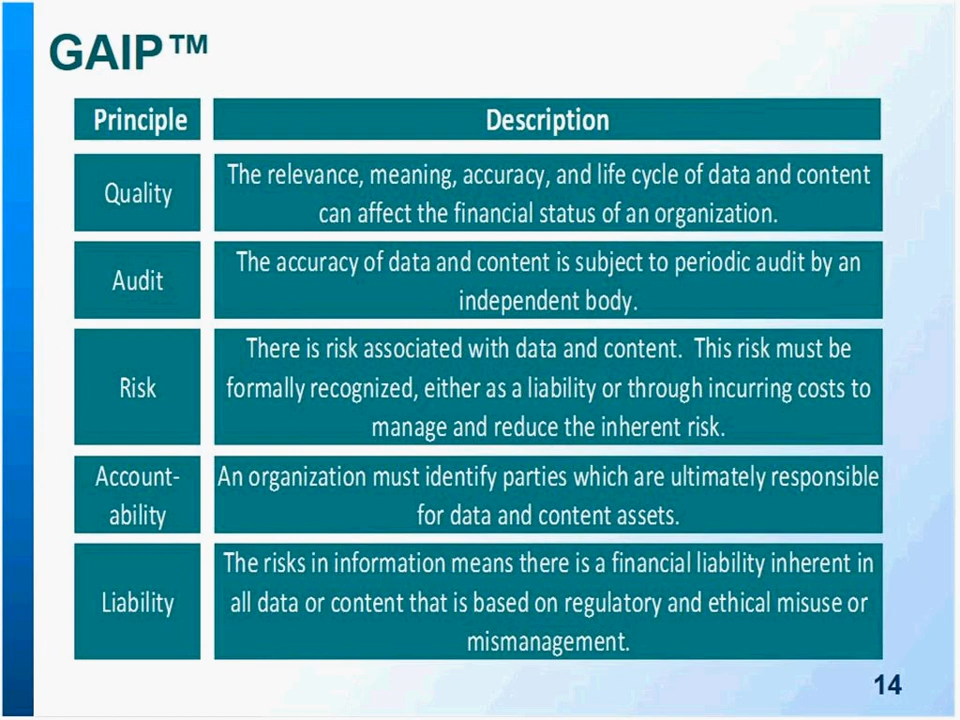 GAIP™
Principle
Description
Quality
The relevance, meaning, accuracy, and life cycle of data and content
can affect the financial status of an organization.
Audit
The accuracy of data and content is subject to periodic audit by an
independent body.
Risk
There is risk associated with data and content. This risk must be
formally recognized, either as a liability or through incurring costs to
manage and reduce the inherent risk.
Account-
ability
An organization must identify parties which are ultimately responsible
for data and content assets.
Liability
The risks in information means there is a financial liability inherent in
all data or content that is based on regulatory and ethical misuse or
mismanagement.
14